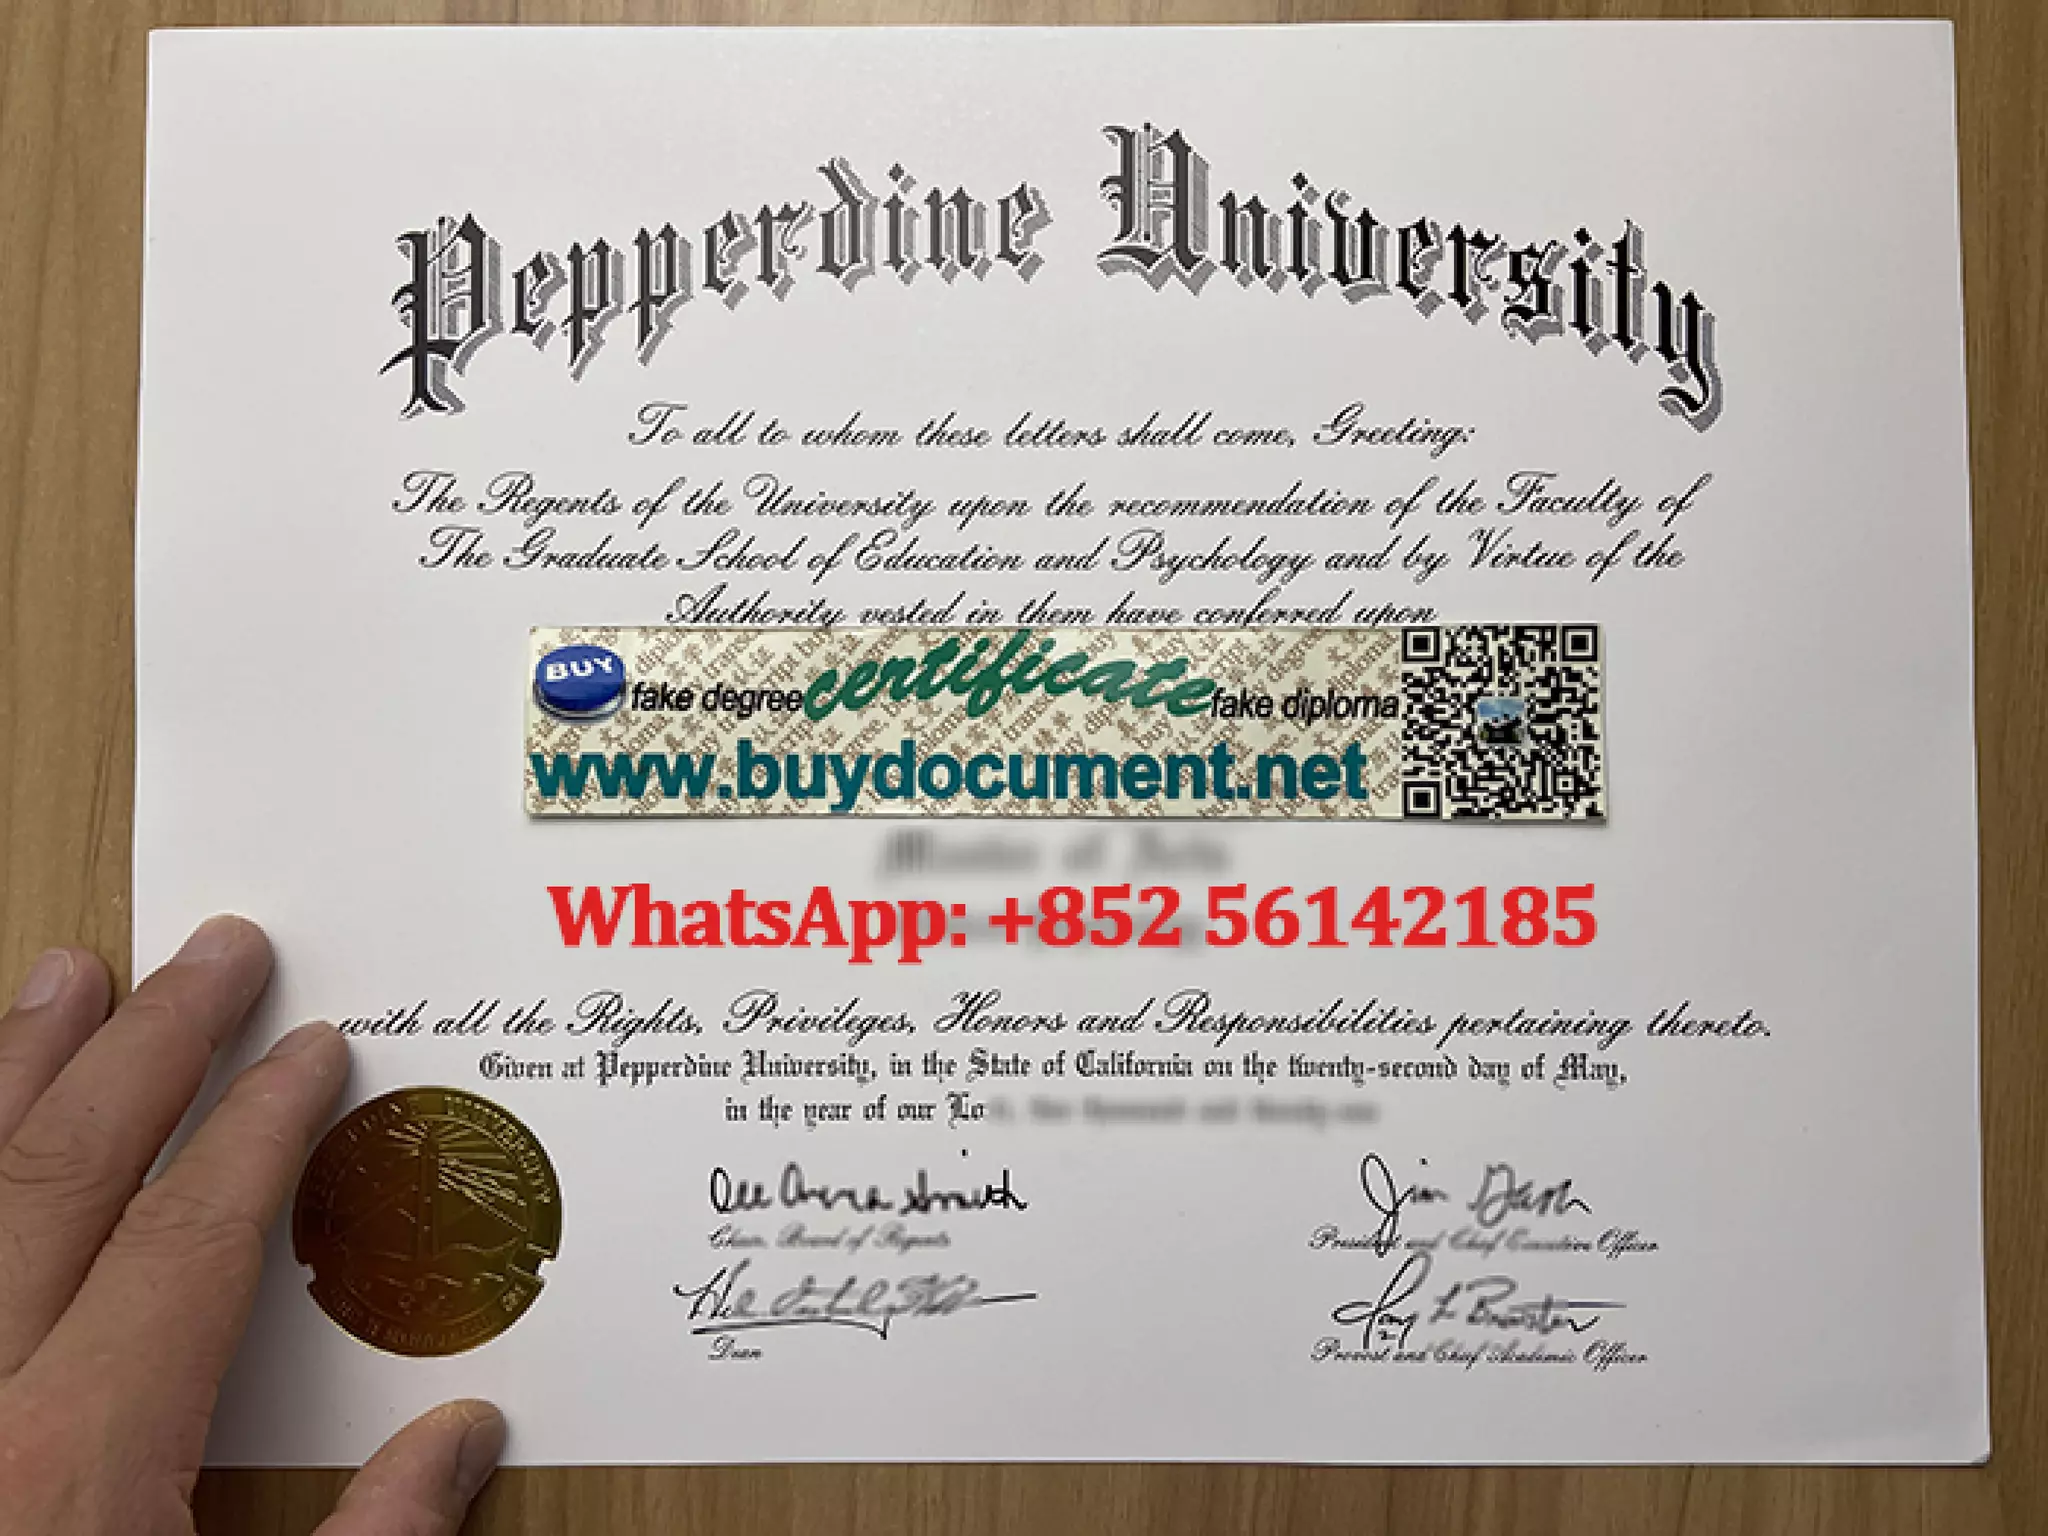 Pepperdine University
To all to whom these letters shall come, Greeting:
The Regents of the University upon the recommendation of the Faculty of
The Graduate School of Education and Psychology and by Virtue of the
Authority vested in them have conferred upon
BUY fake degree certificate fake diploma
www.buydocument.net
Master of Arts
WhatsApp: +852 56142185
with all the Rights, Privileges, Honors and Responsibilities pertaining thereto.
Given at Pepperdine University, in the State of California on the twenty-second day of May,
in the year of our Lo
Chair, Board of Regents
President and Chief Executive Officer
Dean
Provost and Chief Academic Officer